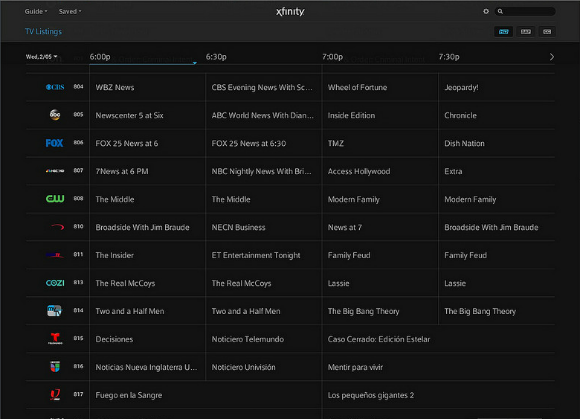 Guide Saved xfinity
TV Listings
Wed, 2/05 6:00p 6:30p 7:00p 7:30p
CBS 804 WBZ News CBS Evening News With Sc... Wheel of Fortune Jeopardy!
abc 805 Newscenter 5 at Six ABC World News With Dian... Inside Edition Chronicle
FOX 806 FOX 25 News at 6 FOX 25 News at 6:30 TMZ Dish Nation
807 7News at 6 PM NBC Nightly News With Bri... Access Hollywood Extra
CW 808 The Middle The Middle Modern Family Modern Family
810 Broadside With Jim Braude NECN Business News at 7 Broadside With Jim Braude
811 The Insider ET Entertainment Tonight Family Feud Family Feud
COZI 813 The Real McCoys The Real McCoys Lassie Lassie
my 814 Two and a Half Men Two and a Half Men The Big Bang Theory The Big Bang Theory
815 Decisiones Noticiero Telemundo Caso Cerrado: Edición Estelar
816 Noticias Nueva Inglaterra U... Noticiero Univisión Mentir para vivir
817 Fuego en la Sangre Los pequeños gigantes 2